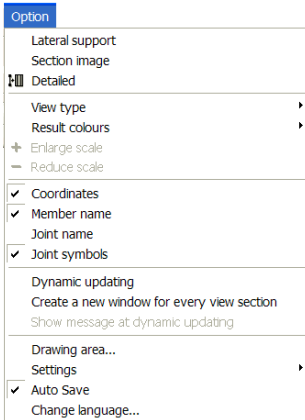 Option
Lateral support
Section image
Detailed
View type
Result colours
Enlarge scale
Reduce scale
Coordinates
Member name
Joint name
Joint symbols
Dynamic updating
Create a new window for every view section
Show message at dynamic updating
Drawing area...
Settings
Auto Save
Change language...